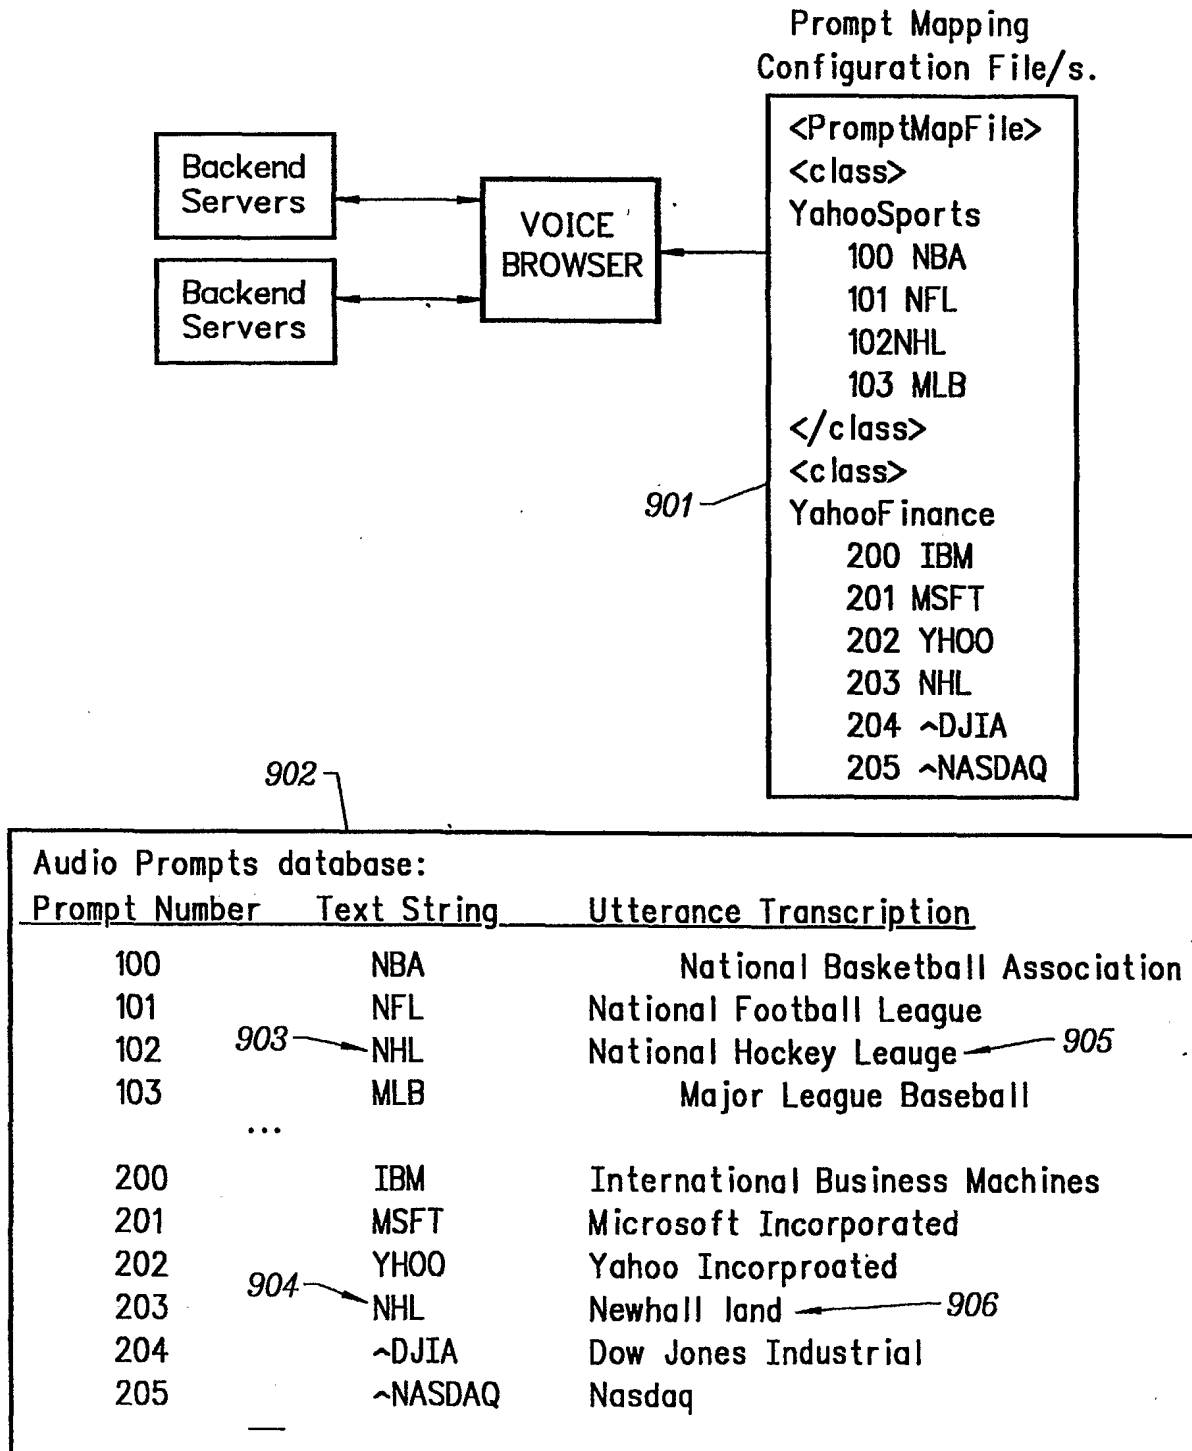 Prompt Mapping
Configuration File/s.
<PromptMapFile>
<class>
YahooSports
100 NBA
101 NFL
102NHL
103 MLB
</class>
<class>
YahooFinance
200 IBM
201 MSFT
202 YHOO
203 NHL
204 ^DJIA
205 ^NASDAQ
Backend
Servers
Backend
Servers
VOICE
BROWSER
901
902
Audio Prompts database:
Prompt Number Text String Utterance Transcription
100 NBA National Basketball Association
101 NFL National Football League
102 903 NHL National Hockey Leauge 905
103 MLB Major League Baseball
...
200 IBM International Business Machines
201 MSFT Microsoft Incorporated
202 YHOO Yahoo Incorproated
203 904 NHL Newhall land 906
204 ^DJIA Dow Jones Industrial
205 ^NASDAQ Nasdaq